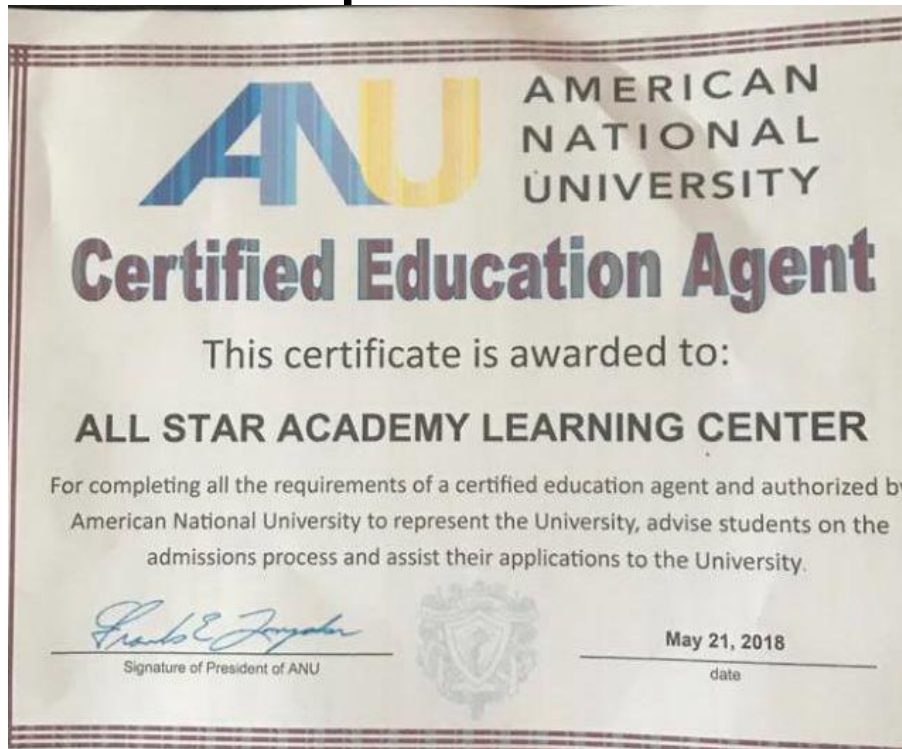 ANU
AMERICAN
NATIONAL
UNIVERSITY
Certified Education Agent
This certificate is awarded to:
ALL STAR ACADEMY LEARNING CENTER
For completing all the requirements of a certified education agent and authorized by
American National University to represent the University, advise students on the
admissions process and assist their applications to the University.
May 21, 2018
Signature of President of ANU
date